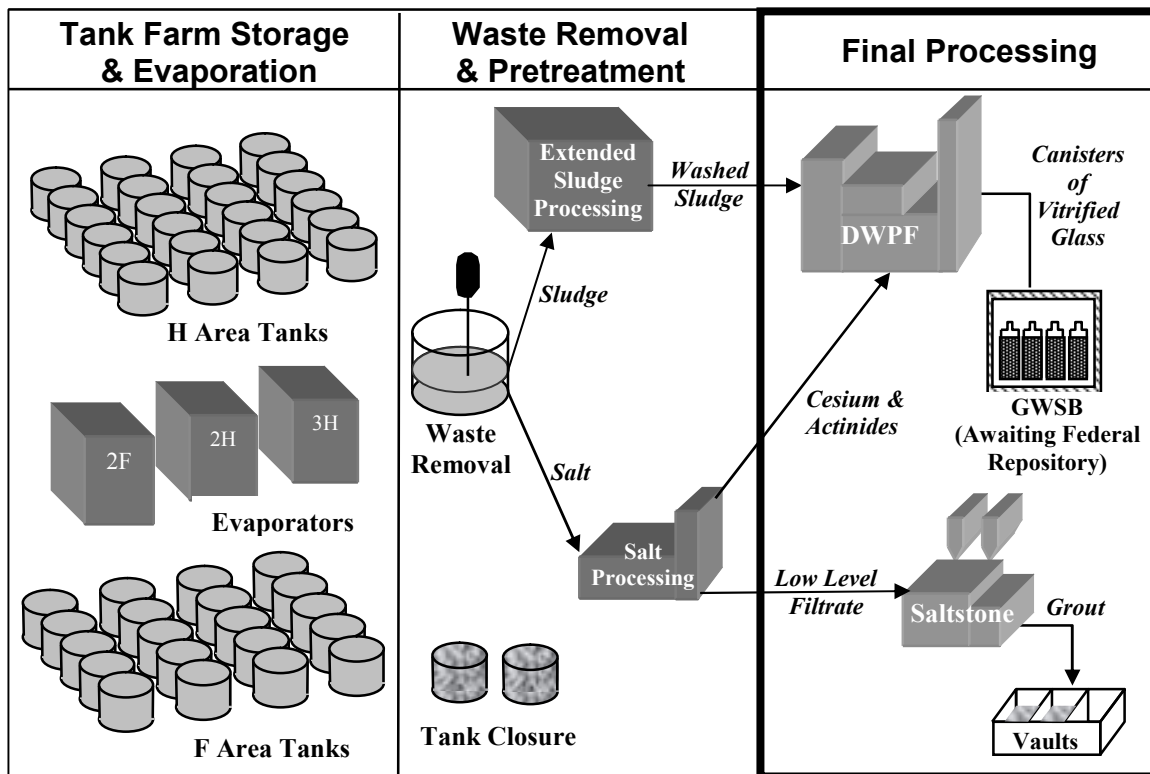 Tank Farm Storage
& Evaporation
H Area Tanks
2F
2H
3H
Evaporators
F Area Tanks
Waste Removal
& Pretreatment
Extended
Sludge
Processing
Sludge
Waste
Removal
Salt
Salt
Processing
Tank Closure
Final Processing
Washed
Sludge
DWPF
Canisters
of
Vitrified
Glass
Cesium &
Actinides
GWSB
(Awaiting Federal
Repository)
Low Level
Filtrate
Saltstone
Grout
Vaults